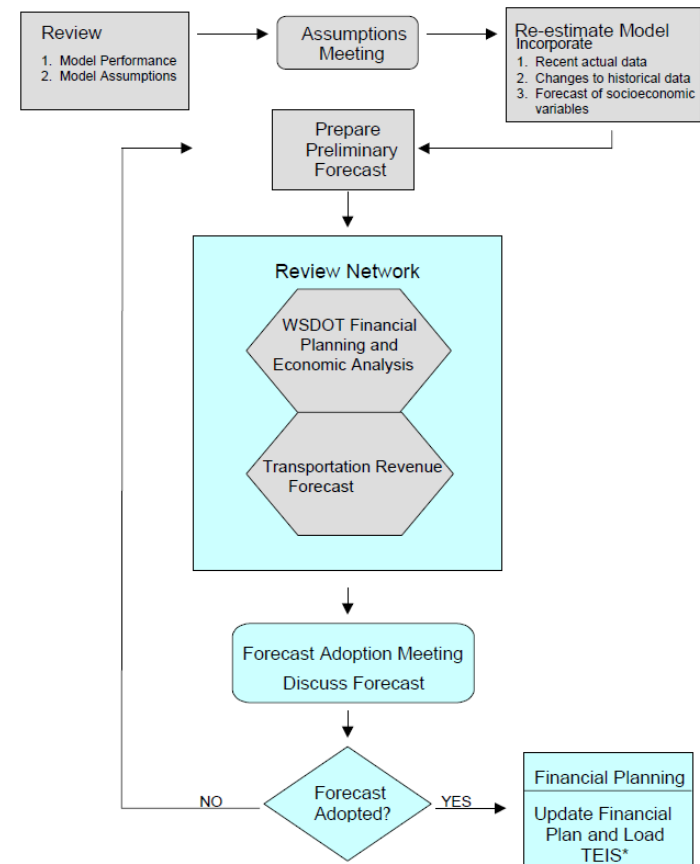 Review
1. Model Performance
2. Model Assumptions
Assumptions
Meeting
Re-estimate Model
Incorporate
1. Recent actual data
2. Changes to historical data
3. Forecast of socioeconomic
variables
Prepare
Preliminary
Forecast
Review Network
WSDOT Financial
Planning and
Economic Analysis
Transportation Revenue
Forecast
Forecast Adoption Meeting
Discuss Forecast
Forecast
Adopted?
NO
YES
Financial Planning
Update Financial
Plan and Load
TEIS*